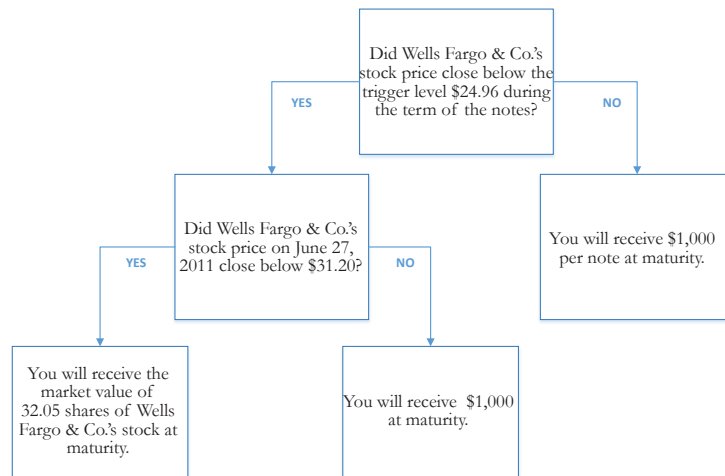 Did Wells Fargo & Co.'s
stock price close below the
trigger level $24.96 during
the term of the notes?
YES
NO
Did Wells Fargo & Co.'s
stock price on June 27,
2011 close below $31.20?
You will receive $1,000
per note at maturity.
YES
NO
You will receive the
market value of
32.05 shares of Wells
Fargo & Co.'s stock at
maturity.
You will receive $1,000
at maturity.